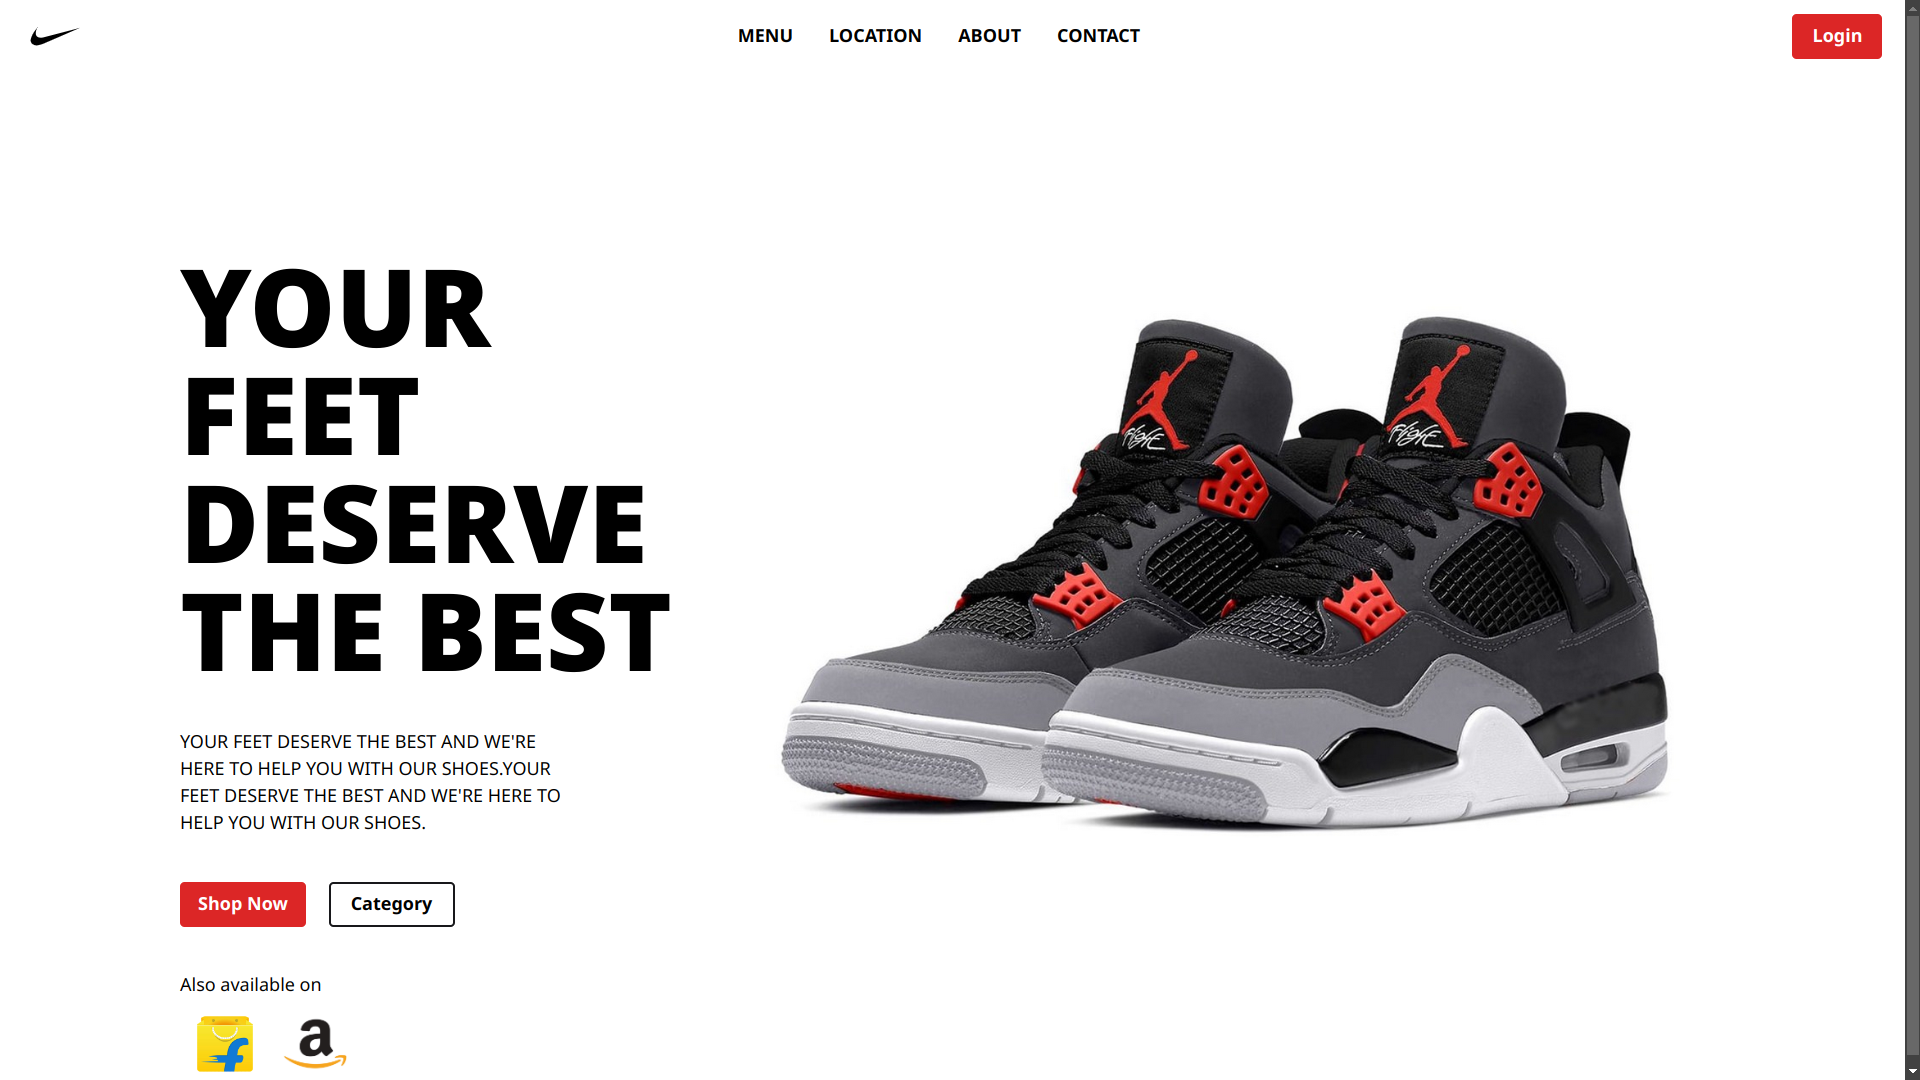 MENU LOCATION ABOUT CONTACT Login
YOUR
FEET
DESERVE
THE BEST
Flight Flight
YOUR FEET DESERVE THE BEST AND WE'RE
HERE TO HELP YOU WITH OUR SHOES.YOUR
FEET DESERVE THE BEST AND WE'RE HERE TO
HELP YOU WITH OUR SHOES.
Shop Now Category
Also available on
f a